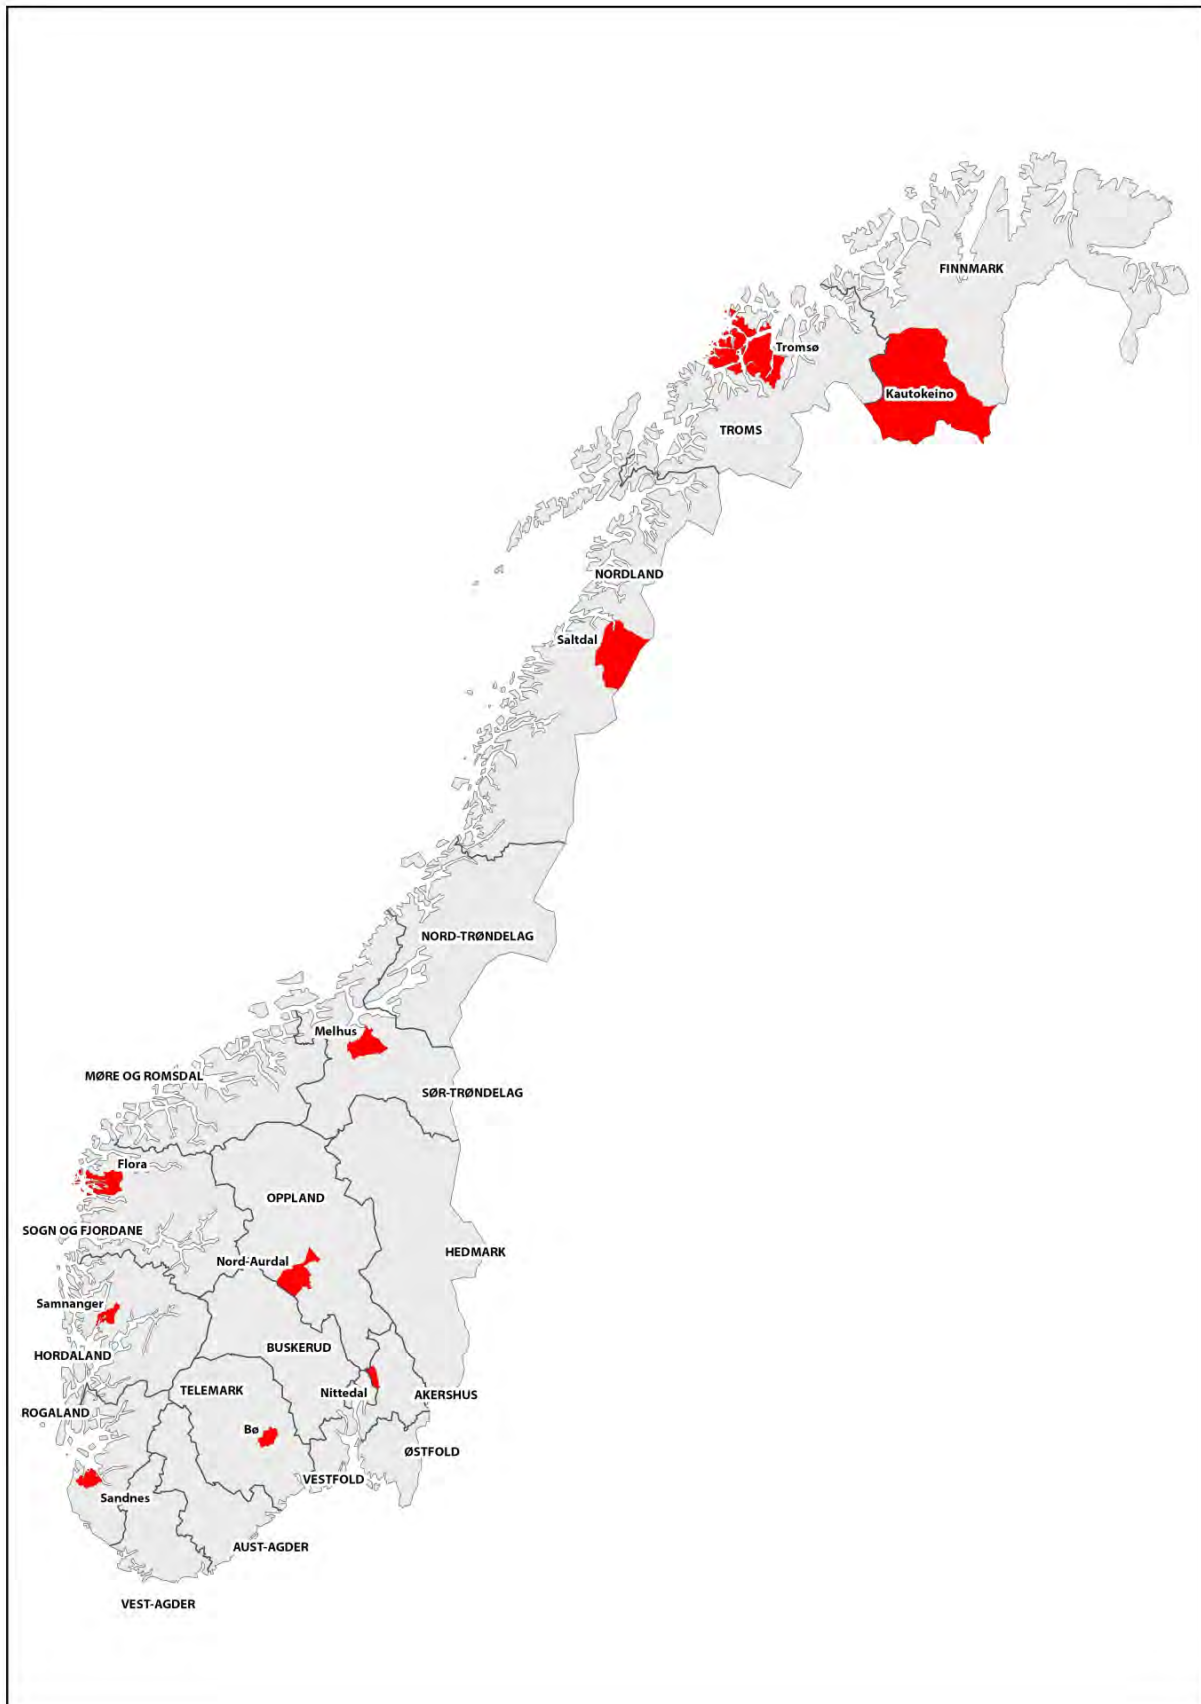 FINNMARK
Tromsø
Kautokeino
TROMS
NORDLAND
Saltdal
NORD-TRØNDELAG
Melhus
MØRE OG ROMSDAL
SØR-TRØNDELAG
Flora
OPPLAND
SOGN OG FJORDANE
HEDMARK
Nord-Aurdal
Samnanger
BUSKERUD
HORDALAND
TELEMARK
Nittedal
AKERSHUS
ROGALAND
Bø
ØSTFOLD
VESTFOLD
Sandnes
AUST-AGDER
VEST-AGDER